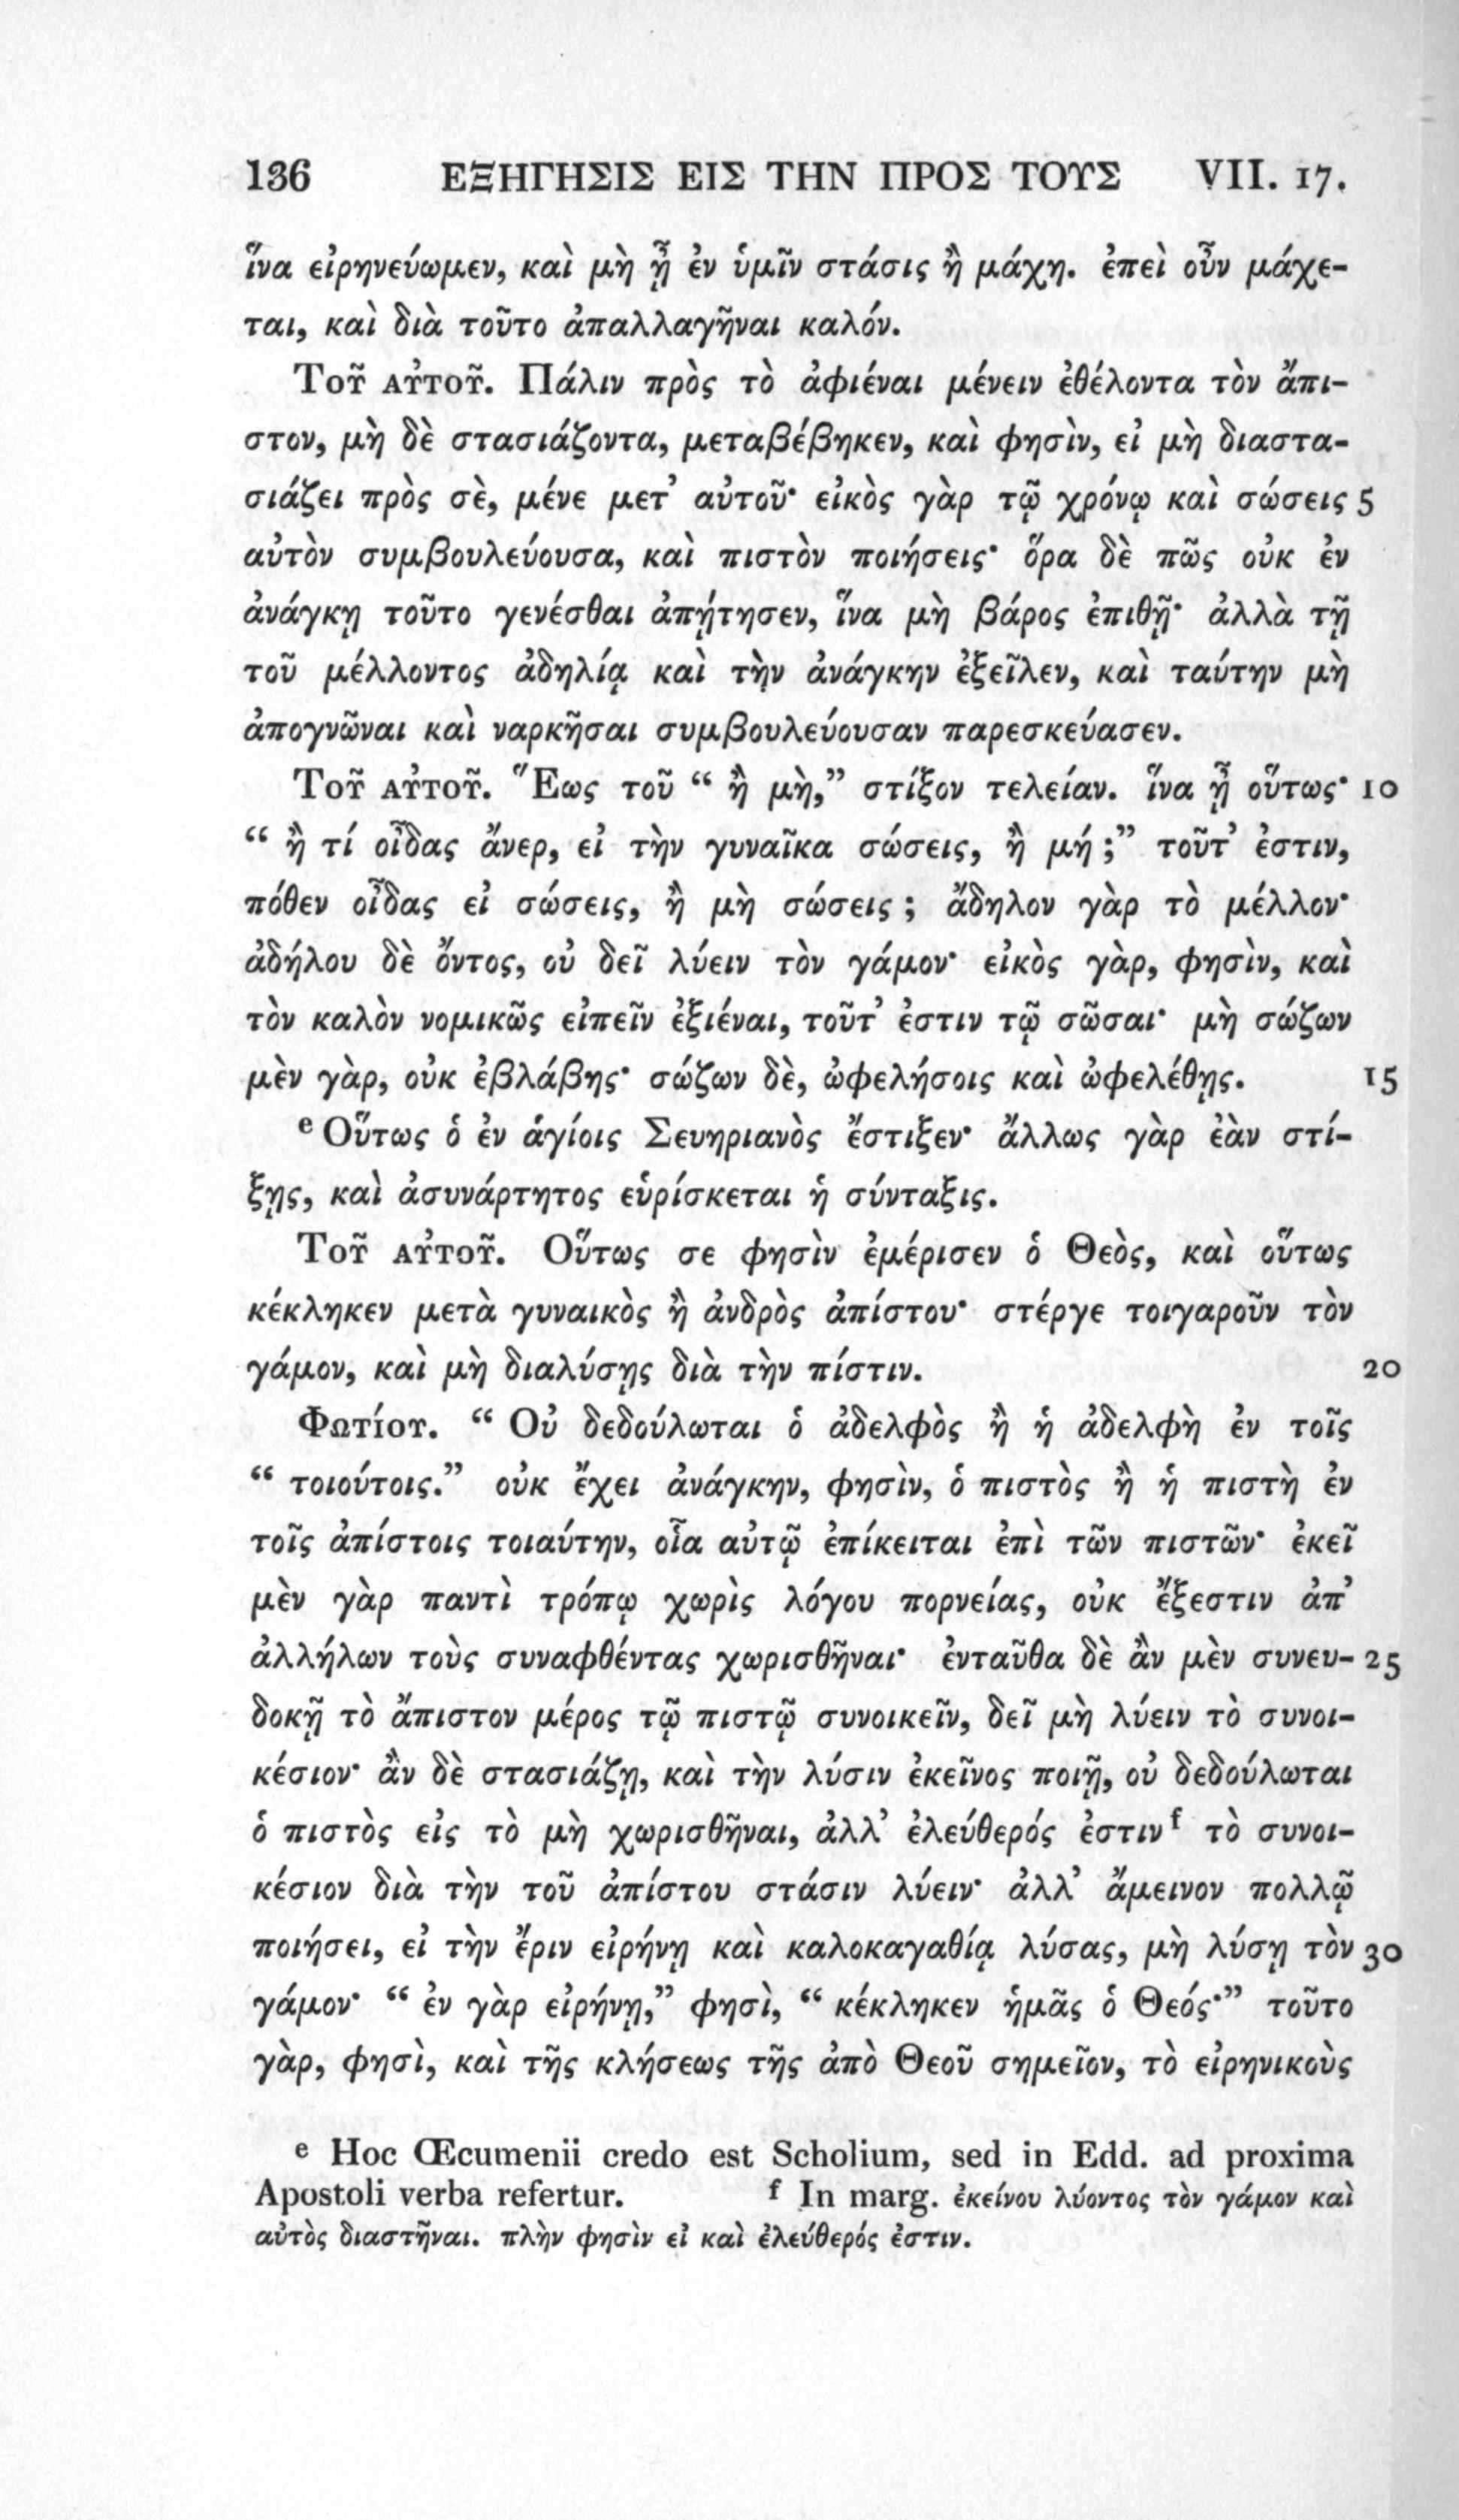 136 ΕΞΗΓΗΣΙΣ ΕΙΣ ΤΗΝ ΠΡΟΣ ΤΟΥΣ VII. 17.
ἵνα εἰρηνεύωμεν, καὶ μὴ ᾖ ἐν ὑμῖν στάσις ἢ μάχη. ἐπεὶ οὖν μάχε-
ται, καὶ διὰ τοῦτο ἀπαλλαγῆναι καλόν.
Τοῦ αὐτοῦ. Πάλιν πρὸς τὸ ἀφιέναι μένειν ἐθέλοντα τὸν ἄπι-
στον, μὴ δὲ στασιάζοντα, μεταβέβηκεν, καὶ φησὶν, εἰ μὴ διαστα-
σιάζει πρὸς σὲ, μένε μετ’ αὐτοῦ· εἰκὸς γὰρ τῷ χρόνῳ καὶ σώσεις 5
αὐτὸν συμβουλεύουσα, καὶ πιστὸν ποιήσεις· ὅρα δὲ πῶς οὐκ ἐν
ἀνάγκῃ τοῦτο γενέσθαι ἀπῄτησεν, ἵνα μὴ βάρος ἐπιθῇ· ἀλλὰ τῇ
τοῦ μέλλοντος ἀδηλίᾳ καὶ τὴν ἀνάγκην ἐξεῖλεν, καὶ ταύτην μὴ
ἀπογνῶναι καὶ ναρκῆσαι συμβουλεύουσαν παρεσκεύασεν.
Τοῦ αὐτοῦ. Ἕως τοῦ “ ἢ μὴ,” στίξον τελείαν. ἵνα ᾖ οὕτως· 10
“ ἢ τί οἶδας ἄνερ, εἰ τὴν γυναῖκα σώσεις, ἢ μή ;” τοῦτ’ ἐστιν,
πόθεν οἶδας εἰ σώσεις, ἢ μὴ σώσεις ; ἄδηλον γὰρ τὸ μέλλον·
ἀδήλου δὲ ὄντος, οὐ δεῖ λύειν τὸν γάμον· εἰκὸς γὰρ, φησὶν, καὶ
τὸν καλὸν νομικῶς εἰπεῖν ἐξιέναι, τοῦτ’ ἐστιν τῷ σῶσαι· μὴ σώζων
μὲν γὰρ, οὐκ ἐβλάβης· σώζων δὲ, ὠφελήσοις καὶ ὠφελέθῃς. 15
e Οὕτως ὁ ἐν ἁγίοις Σευηριανὸς ἔστιξεν· ἄλλως γὰρ ἐὰν στί-
ξῃς, καὶ ἀσυνάρτητος εὑρίσκεται ἡ σύνταξις.
Τοῦ αὐτοῦ. Οὕτως σε φησὶν ἐμέρισεν ὁ Θεὸς, καὶ οὕτως
κέκληκεν μετὰ γυναικὸς ἢ ἀνδρὸς ἀπίστου· στέργε τοιγαροῦν τὸν
γάμον, καὶ μὴ διαλύσῃς διὰ τὴν πίστιν. 20
Φωτίου. “ Οὐ δεδούλωται ὁ ἀδελφὸς ἢ ἡ ἀδελφὴ ἐν τοῖς
“ τοιούτοις.” οὐκ ἔχει ἀνάγκην, φησὶν, ὁ πιστὸς ἢ ἡ πιστὴ ἐν
τοῖς ἀπίστοις τοιαύτην, οἵα αὐτῷ ἐπίκειται ἐπὶ τῶν πιστῶν· ἐκεῖ
μὲν γὰρ παντὶ τρόπῳ χωρὶς λόγου πορνείας, οὐκ ἔξεστιν ἀπ’
ἀλλήλων τοὺς συναφθέντας χωρισθῆναι· ἐνταῦθα δὲ ἂν μὲν συνευ- 25
δοκῇ τὸ ἄπιστον μέρος τῷ πιστῷ συνοικεῖν, δεῖ μὴ λύειν τὸ συνοι-
κέσιον· ἂν δὲ στασιάζῃ, καὶ τὴν λύσιν ἐκεῖνος ποιῇ, οὐ δεδούλωται
ὁ πιστὸς εἰς τὸ μὴ χωρισθῆναι, ἀλλ’ ἐλεύθερός ἐστιν f τὸ συνοι-
κέσιον διὰ τὴν τοῦ ἀπίστου στάσιν λύειν· ἀλλ’ ἄμεινον πολλῷ
ποιήσει, εἰ τὴν ἔριν εἰρήνῃ καὶ καλοκαγαθίᾳ λύσας, μὴ λύσῃ τὸν 30
γάμον· “ ἐν γὰρ εἰρήνῃ,” φησὶ, “ κέκληκεν ἡμᾶς ὁ Θεός·” τοῦτο
γὰρ, φησὶ, καὶ τῆς κλήσεως τῆς ἀπὸ Θεοῦ σημεῖον, τὸ εἰρηνικοὺς
e Hoc Œcumenii credo est Scholium, sed in Edd. ad proxima
Apostoli verba refertur. f In marg. ἐκείνου λύοντος τὸν γάμον καὶ
αὐτὸς διαστῆναι. πλὴν φησὶν εἰ καὶ ἐλεύθερός ἐστιν.